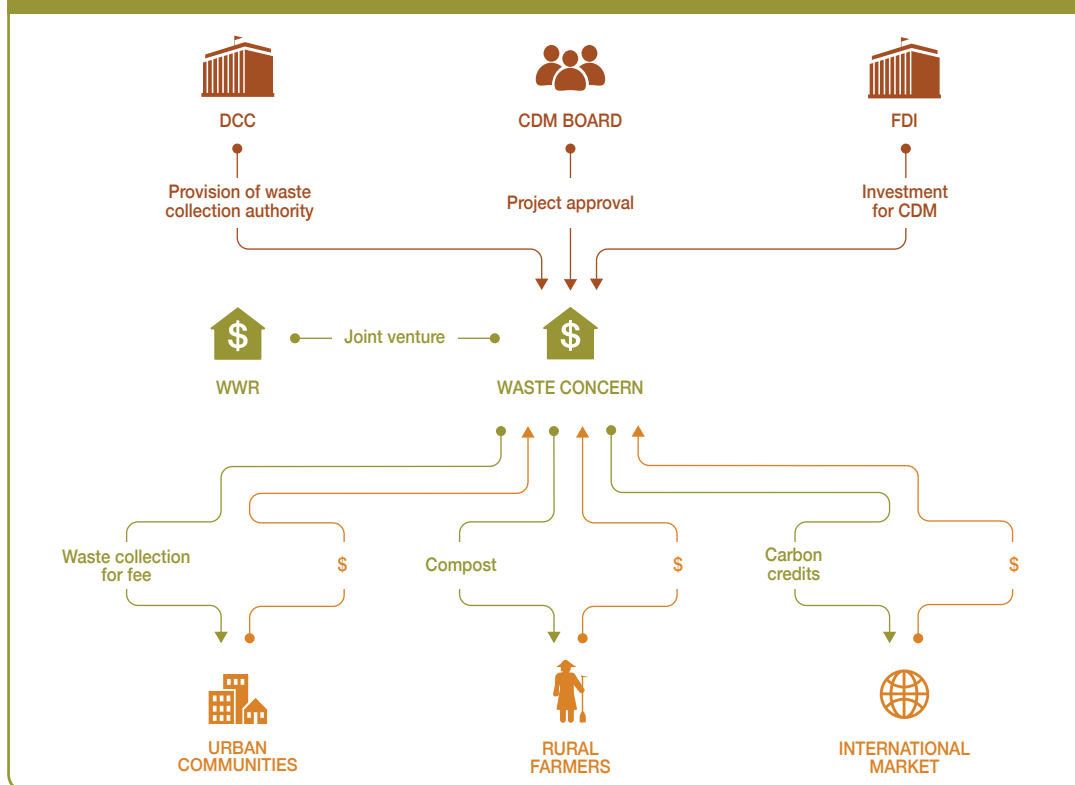 DCC
CDM BOARD
FDI
Provision of waste
collection authority
Project approval
Investment
for CDM
$
Joint venture
$
WWR
WASTE CONCERN
Waste collection
for fee
$
Compost
$
Carbon
credits
$
URBAN
COMMUNITIES
RURAL
FARMERS
INTERNATIONAL
MARKET